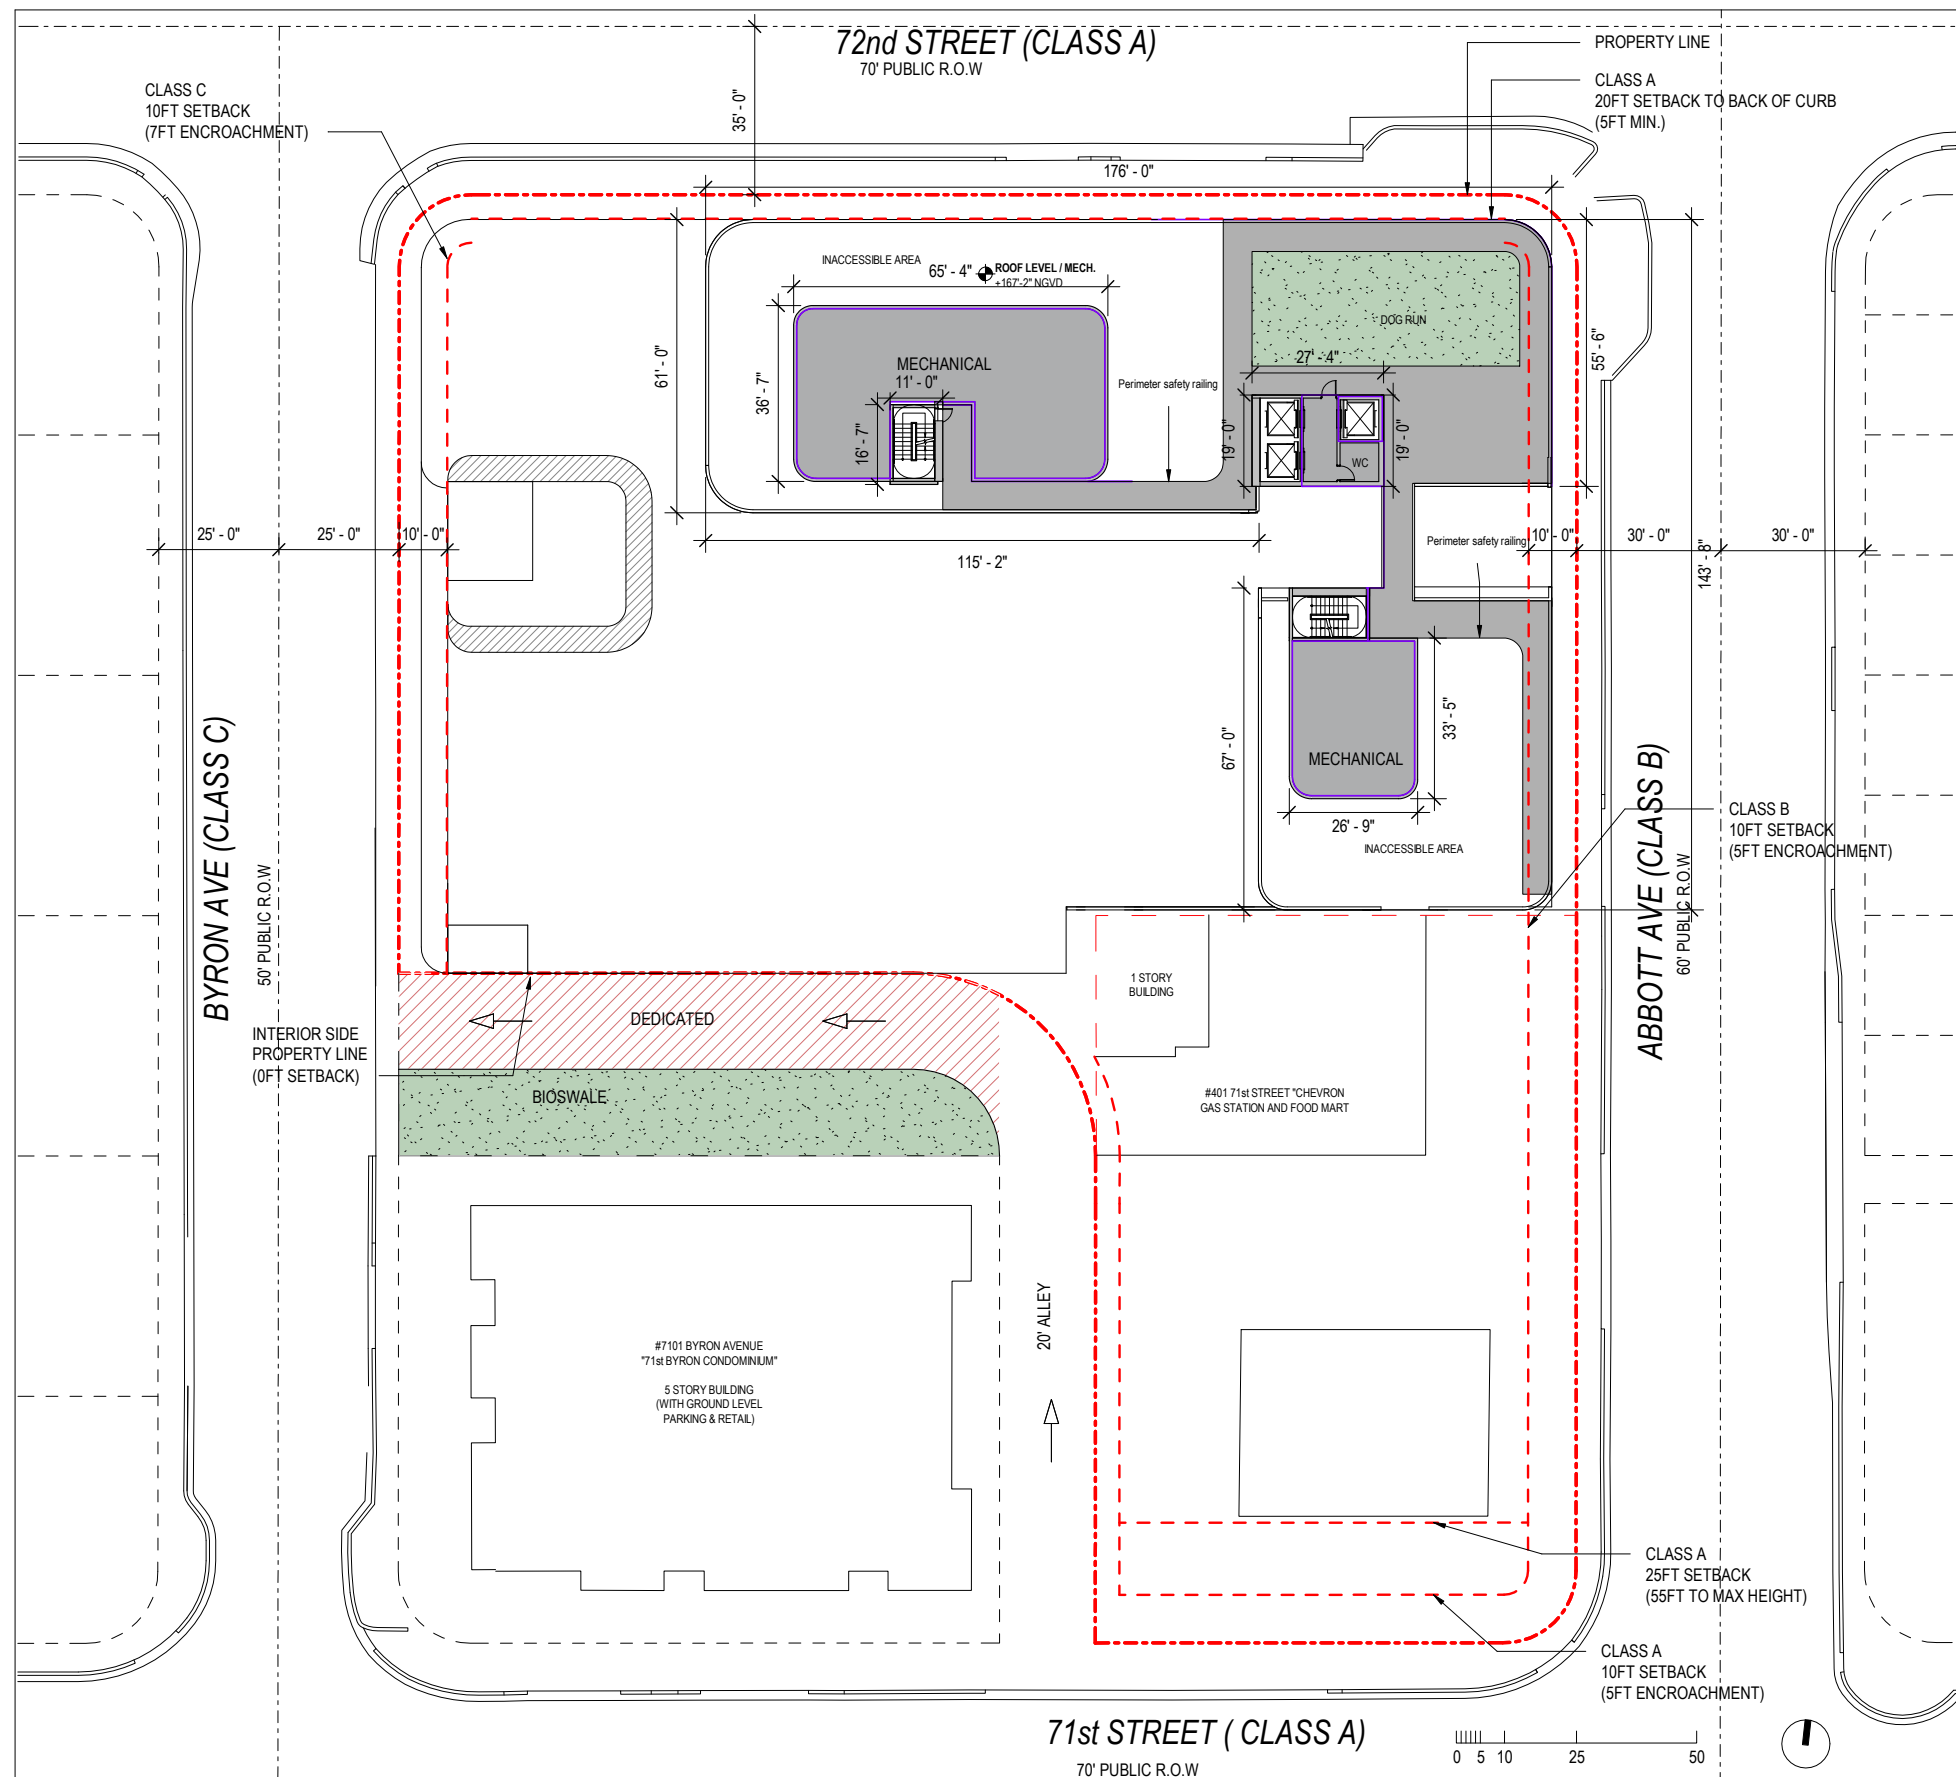 72nd STREET (CLASS A)
70' PUBLIC R.O.W
PROPERTY LINE
CLASS A
20FT SETBACK TO BACK OF CURB
(5FT MIN.)
CLASS C
10FT SETBACK
(7FT ENCROACHMENT)
35' - 0"
176' - 0"
INACCESSIBLE AREA
65' - 4"
ROOF LEVEL / MECH.
+167'-2" NGVD
DOG RUN
61' - 0"
36' - 7"
MECHANICAL
11' - 0"
16' - 7"
Perimeter safety railing
27' - 4"
55' - 6"
19' - 0"
WC
19' - 0"
25' - 0"
25' - 0"
10' - 0"
115' - 2"
Perimeter safety railing
10' - 0"
30' - 0"
30' - 0"
143' - 8"
67' - 0"
33' - 5"
MECHANICAL
26' - 9"
INACCESSIBLE AREA
BYRON AVE (CLASS C)
50' PUBLIC R.O.W
ABBOTT AVE (CLASS B)
60' PUBLIC R.O.W
CLASS B
10FT SETBACK
(5FT ENCROACHMENT)
1 STORY
BUILDING
DEDICATED
INTERIOR SIDE
PROPERTY LINE
(0FT SETBACK)
BIOSWALE
#401 71st STREET "CHEVRON
GAS STATION AND FOOD MART
20' ALLEY
#7101 BYRON AVENUE
"71st BYRON CONDOMINIUM"
5 STORY BUILDING
(WITH GROUND LEVEL
PARKING & RETAIL)
CLASS A
25FT SETBACK
(55FT TO MAX HEIGHT)
CLASS A
10FT SETBACK
(5FT ENCROACHMENT)
71st STREET ( CLASS A)
70' PUBLIC R.O.W
0 5 10 25 50